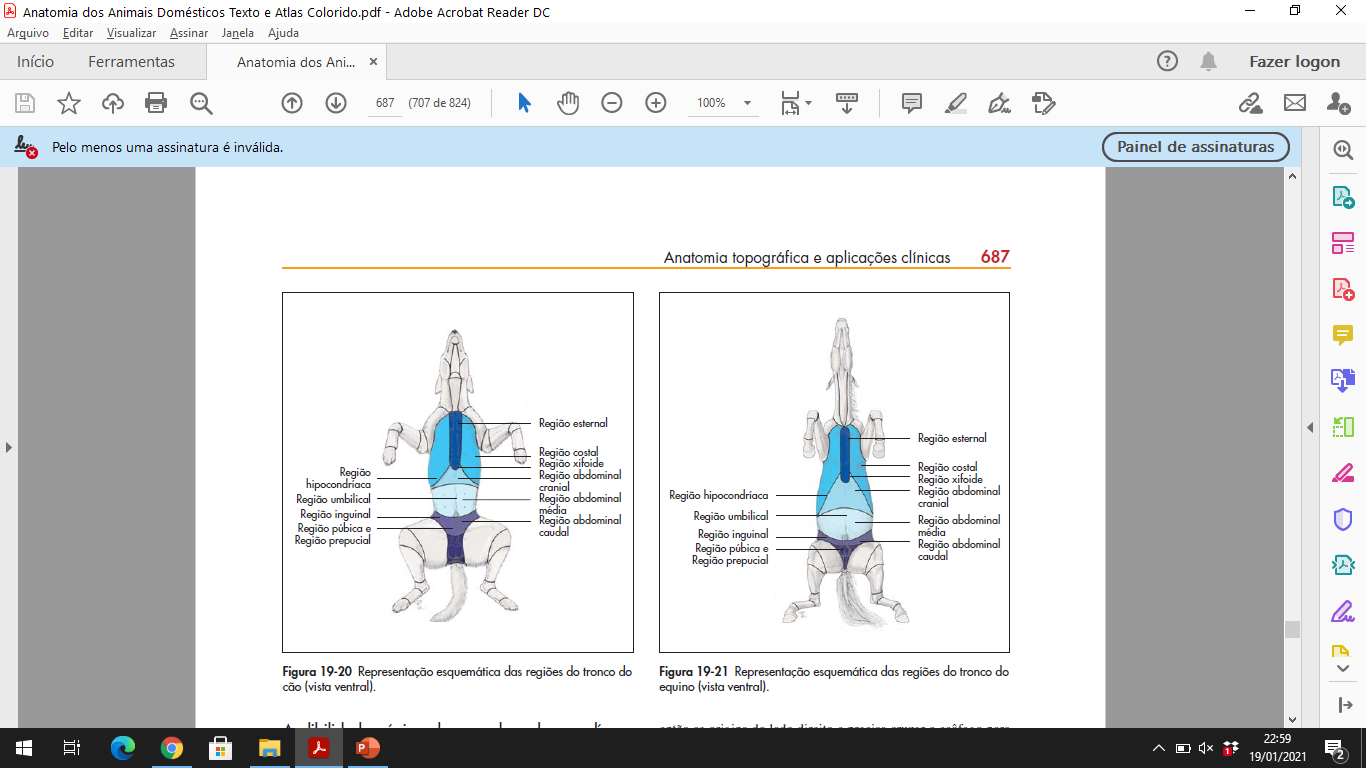 Anatomia dos Animais Domésticos Texto e Atlas Colorido.pdf - Adobe Acrobat Reader DC
Arquivo Editar Visualizar Assinar Janela Ajuda
Início Ferramentas Anatomia dos Ani... Fazer logon
687 (707 de 824) 100%
Pelo menos uma assinatura é inválida. Painel de assinaturas
Anatomia topográfica e aplicações clínicas 687
Região esternal
Região costal
Região xifoide
Região abdominal
cranial
Região abdominal
média
Região abdominal
caudal
Região
hipocondríaca
Região umbilical
Região inguinal
Região púbica e
Região prepucial
Figura 19-20 Representação esquemática das regiões do tronco do
cão (vista ventral).
Região esternal
Região costal
Região xifoide
Região abdominal
cranial
Região abdominal
média
Região abdominal
caudal
Região hipocondríaca
Região umbilical
Região inguinal
Região púbica e
Região prepucial
Figura 19-21 Representação esquemática das regiões do tronco do
equino (vista ventral).
22:59
19/01/2021
1
2